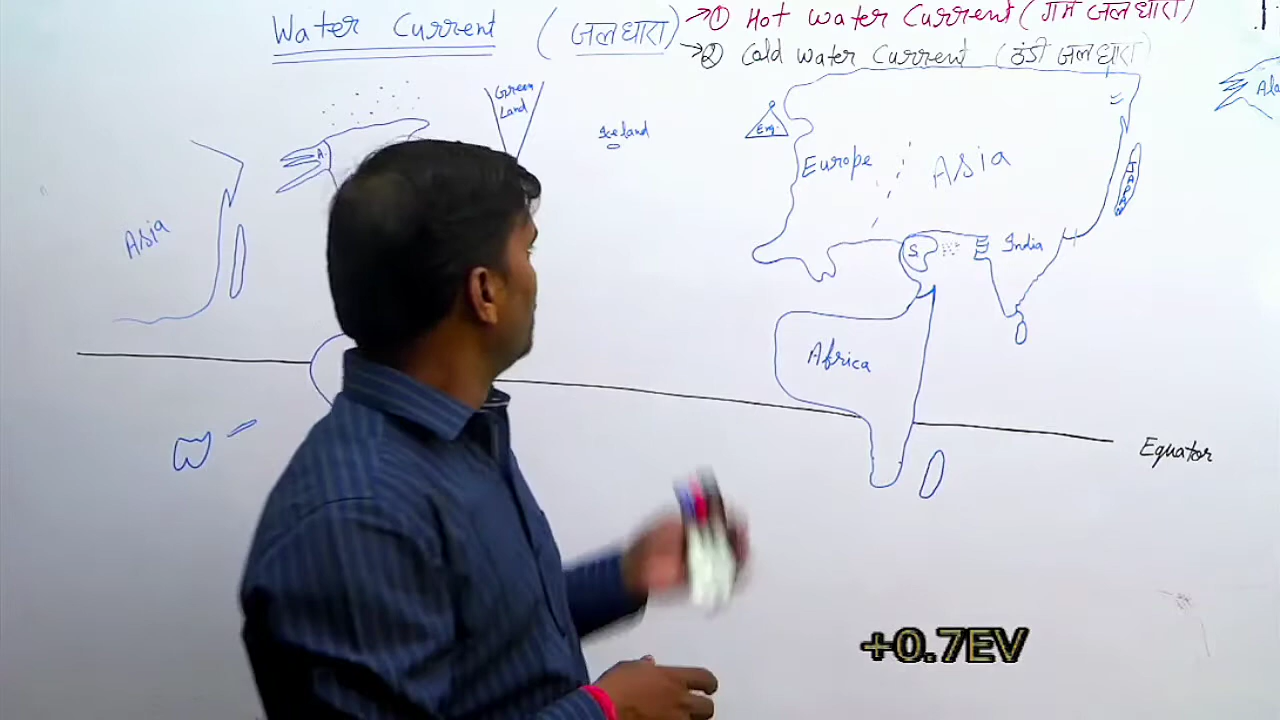 Water Current (जल धारा) → ① Hot Water Current (गर्म जल धारा)
→ ② Cold Water Current (ठंडी जल धारा)
Green
Land
Iceland
Eng.
A.
Europe
Asia
JAPAN
Asia
S.
India
Africa
Equator
W
+0.7EV